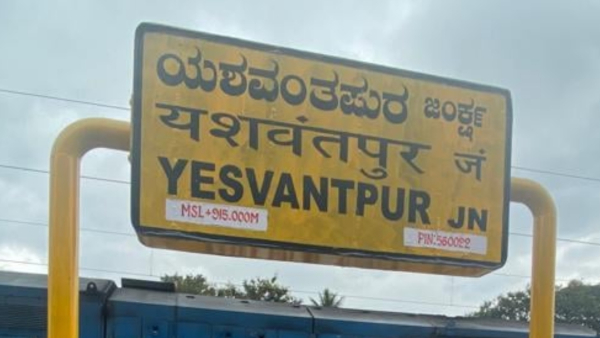 ಯಶವಂತಪುರ ಜಂಕ್ಷ್
यशवंतपुर जं
YESVANTPUR JN
MSL+915.000M
PIN:560022